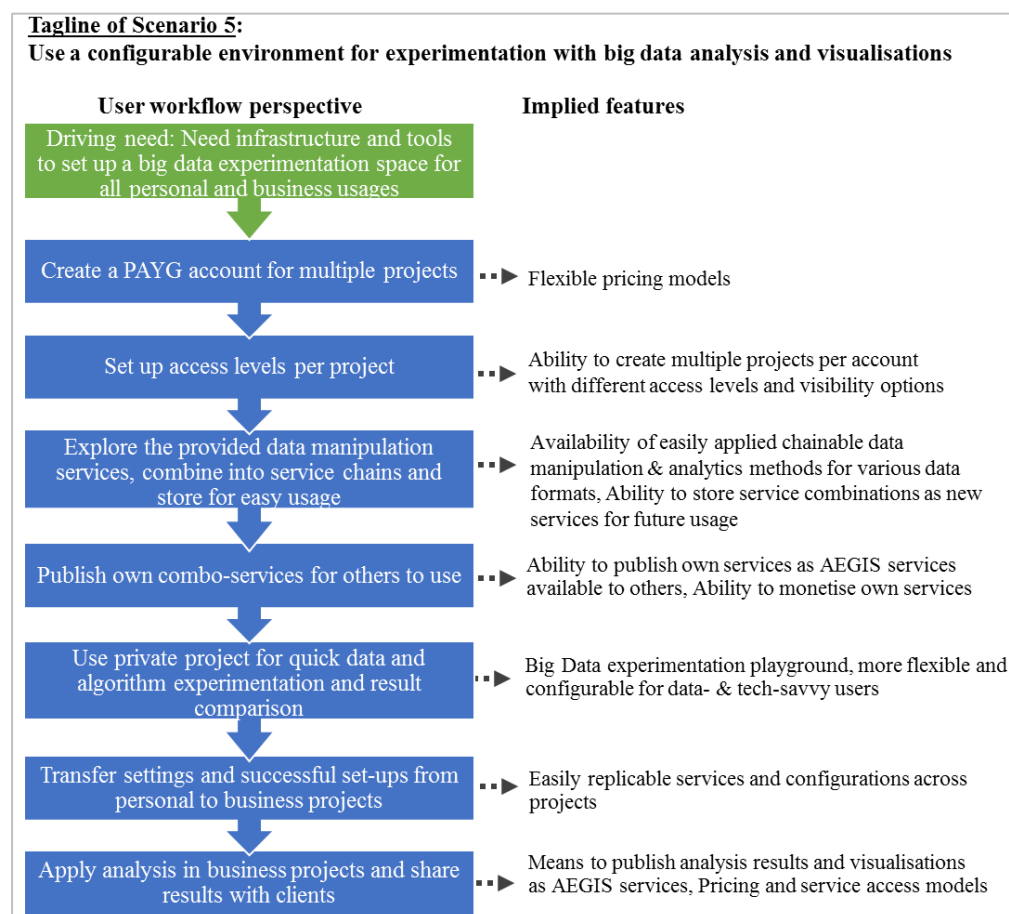 Tagline of Scenario 5:
Use a configurable environment for experimentation with big data analysis and visualisations
User workflow perspective
Implied features
Driving need: Need infrastructure and tools
to set up a big data experimentation space for
all personal and business usages
Create a PAYG account for multiple projects
Flexible pricing models
Set up access levels per project
Ability to create multiple projects per account
with different access levels and visibility options
Explore the provided data manipulation
services, combine into service chains and
store for easy usage
Availability of easily applied chainable data
manipulation & analytics methods for various data
formats, Ability to store service combinations as new
services for future usage
Publish own combo-services for others to use
Ability to publish own services as AEGIS services
available to others, Ability to monetise own services
Use private project for quick data and
algorithm experimentation and result
comparison
Big Data experimentation playground, more flexible and
configurable for data- & tech-savvy users
Transfer settings and successful set-ups from
personal to business projects
Easily replicable services and configurations across
projects
Apply analysis in business projects and share
results with clients
Means to publish analysis results and visualisations
as AEGIS services, Pricing and service access models